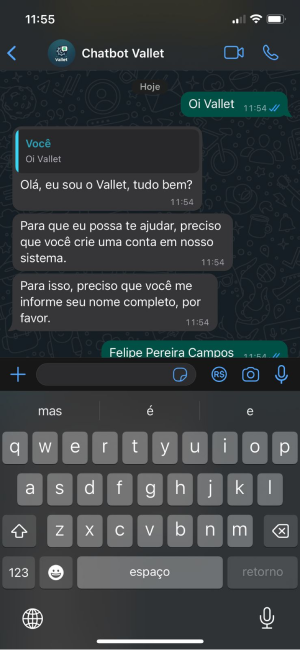 11:55
Vallet
Chatbot Vallet
Hoje
Oi Vallet 11:54
Você
Oi Vallet
Olá, eu sou o Vallet, tudo bem?
11:54
Para que eu possa te ajudar, preciso
que você crie uma conta em nosso
sistema.
11:54
Para isso, preciso que você me
informe seu nome completo, por
favor.
11:54
Felipe Pereira Campos 11:54
RS
mas é e
q w e r t y u i o p
a s d f g h j k l
z x c v b n m
123 espaço retorno